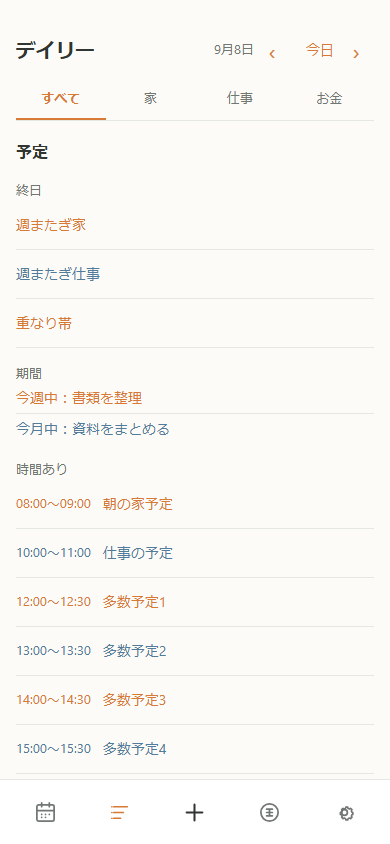 デイリー
9月8日 ‹ 今日 ›
すべて 家 仕事 お金
予定
終日
週またぎ家
週またぎ仕事
重なり帯
期間
今週中：書類を整理
今月中：資料をまとめる
時間あり
08:00～09:00 朝の家予定
10:00～11:00 仕事の予定
12:00～12:30 多数予定1
13:00～13:30 多数予定2
14:00～14:30 多数予定3
15:00～15:30 多数予定4